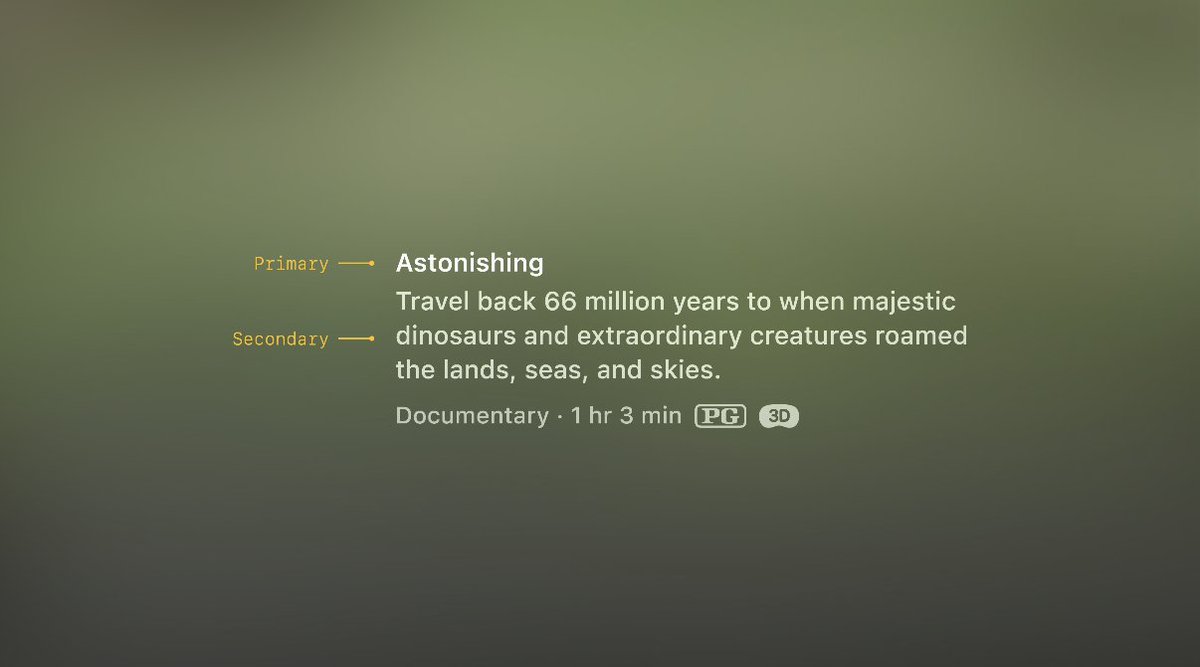 Primary
Astonishing
Travel back 66 million years to when majestic
Secondary
dinosaurs and extraordinary creatures roamed
the lands, seas, and skies.
Documentary · 1 hr 3 min PG 3D